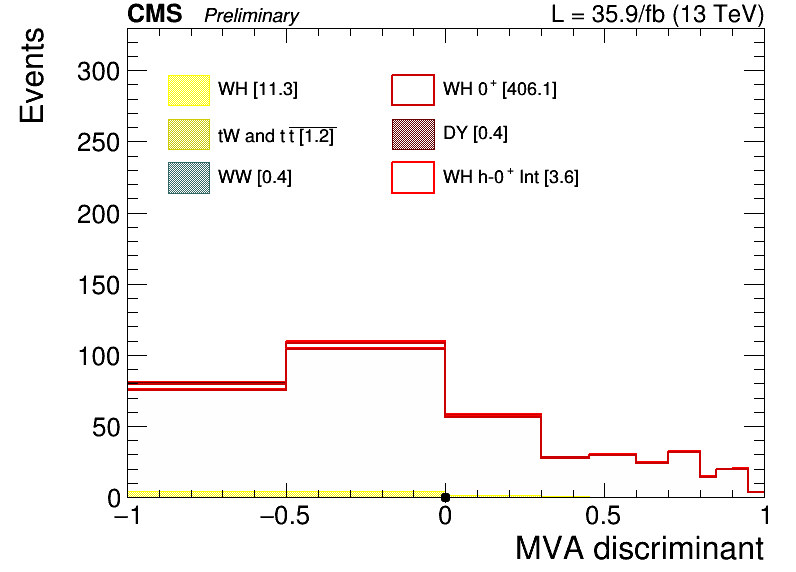 CMS Preliminary L = 35.9/fb (13 TeV)
Events
300
250
200
150
100
50
0
WH [11.3]
tW and t t̅ [1.2]
WW [0.4]
WH 0⁺ [406.1]
DY [0.4]
WH h-0⁺ Int [3.6]
−1 −0.5 0 0.5 1
MVA discriminant